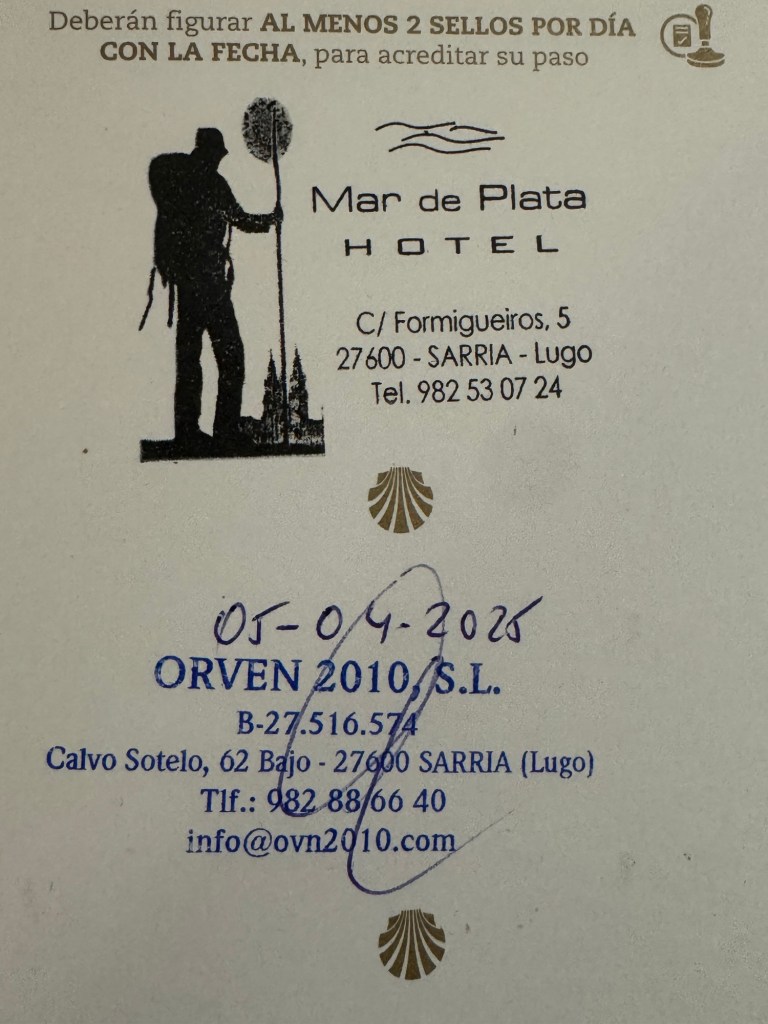 Deberán figurar AL MENOS 2 SELLOS POR DÍA
CON LA FECHA, para acreditar su paso
Mar de Plata
HOTEL
C/ Formigueiros, 5
27600 - SARRIA - Lugo
Tel. 982 53 07 24
05-04-2025
ORVEN 2010, S.L.
B-27.516.574
Calvo Sotelo, 62 Bajo - 27600 SARRIA (Lugo)
Tlf.: 982 88 66 40
info@ovn2010.com